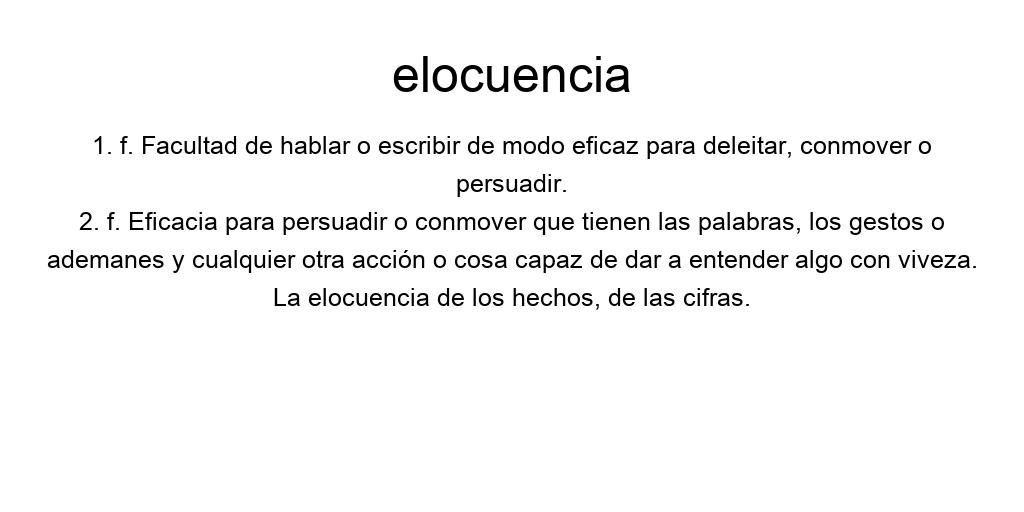 elocuencia
1. f. Facultad de hablar o escribir de modo eficaz para deleitar, conmover o
persuadir.
2. f. Eficacia para persuadir o conmover que tienen las palabras, los gestos o
ademanes y cualquier otra acción o cosa capaz de dar a entender algo con viveza.
La elocuencia de los hechos, de las cifras.